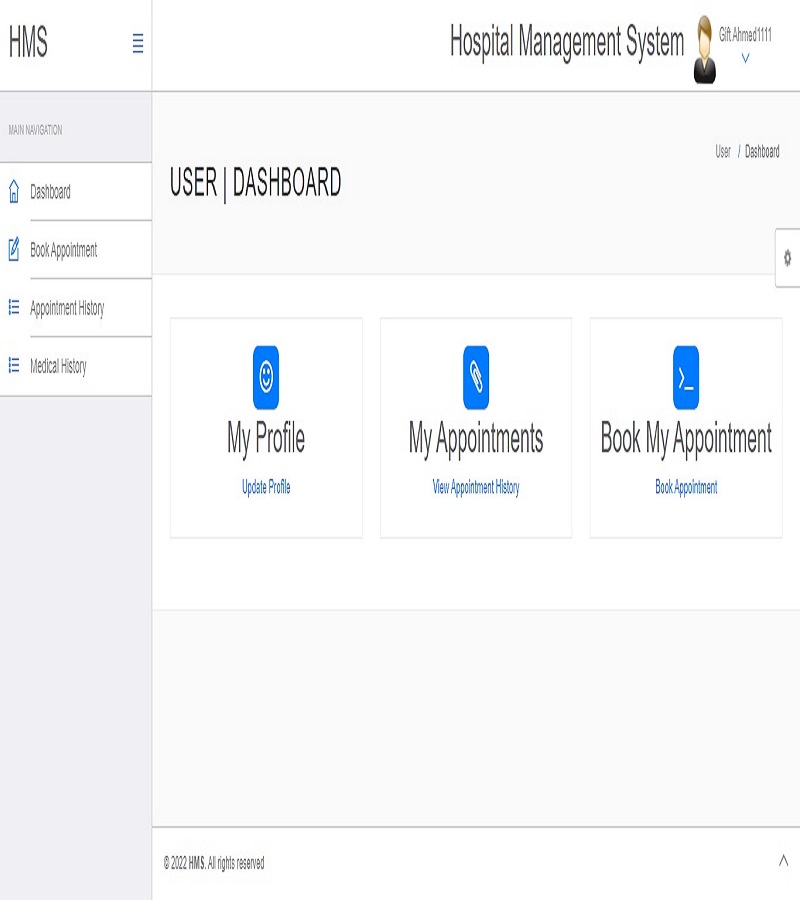 HMS
Hospital Management System
Gift Ahmed1111
MAIN NAVIGATION
Dashboard
Book Appointment
Appointment History
Medical History
User / Dashboard
USER | DASHBOARD
My Profile
Update Profile
My Appointments
View Appointment History
Book My Appointment
Book Appointment
© 2022 HMS. All rights reserved